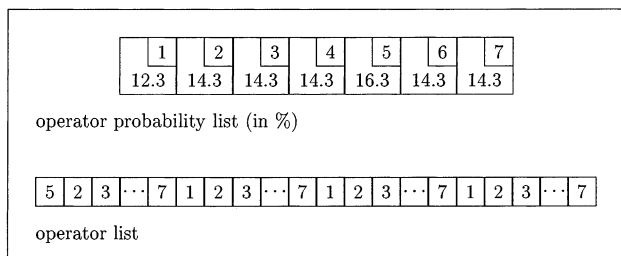 1 2 3 4 5 6 7
12.3 14.3 14.3 14.3 16.3 14.3 14.3
operator probability list (in %)
5 2 3 ··· 7 1 2 3 ··· 7 1 2 3 ··· 7 1 2 3 ··· 7
operator list